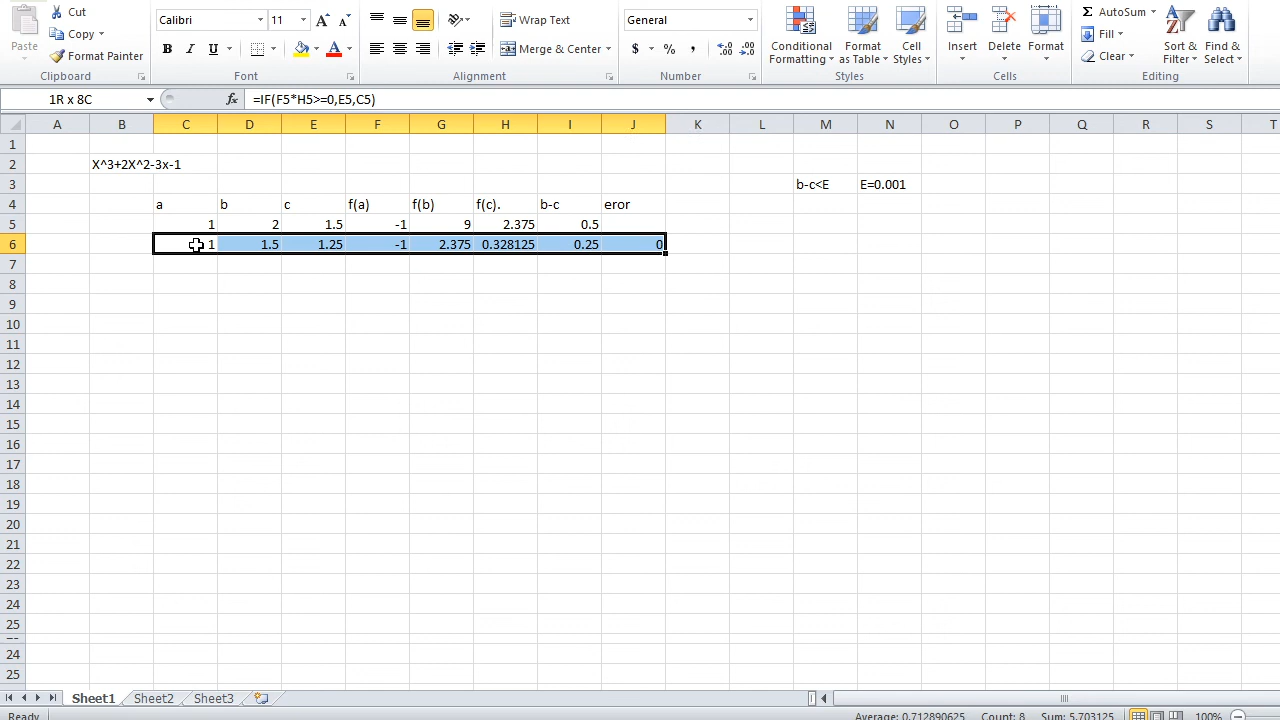 Cut
Calibri 11 A A
Wrap Text
General
AutoSum
Paste
Copy
Format Painter
B I U A
Merge & Center
$ % ,
Conditional Formatting
Format as Table
Cell Styles
Insert
Delete
Format
Fill
Clear
Sort & Filter
Find & Select
Clipboard Font Alignment Number Styles Cells Editing
1R x 8C fx =IF(F5*H5>=0,E5,C5)
A B C D E F G H I J K L M N O P Q R S T
1
2 X^3+2X^2-3x-1
3 b-c<E E=0.001
4 a b c f(a) f(b) f(c). b-c eror
5 1 2 1.5 -1 9 2.375 0.5
6 1 1.5 1.25 -1 2.375 0.328125 0.25 0
7
8
9
10
11
12
13
14
15
16
17
18
19
20
21
22
23
24
25
24
25
Sheet1 Sheet2 Sheet3
Ready Average: 0.712890625 Count: 8 Sum: 5.703125 100%